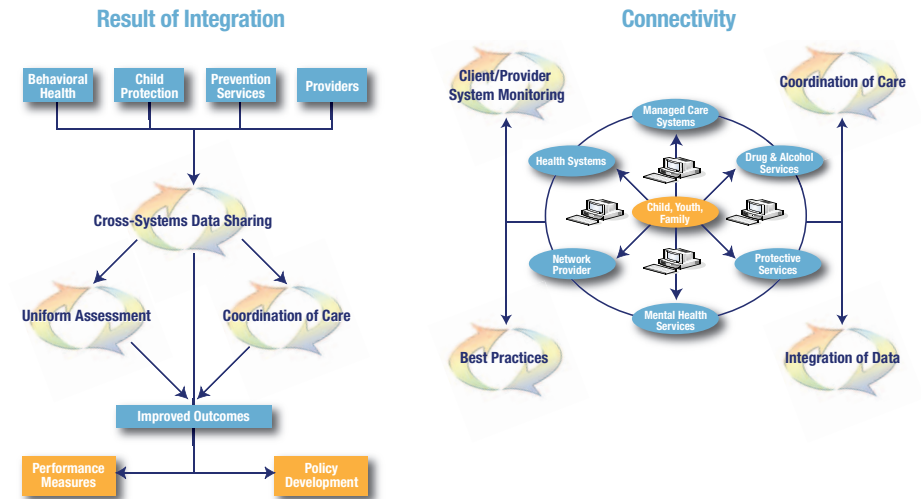 Result of Integration
Behavioral
Health
Child
Protection
Prevention
Services
Providers
Cross-Systems Data Sharing
Uniform Assessment
Coordination of Care
Improved Outcomes
Performance
Measures
Policy
Development
Connectivity
Client/Provider
System Monitoring
Coordination of Care
Managed Care
Systems
Health Systems
Drug & Alcohol
Services
Child, Youth,
Family
Network
Provider
Protective
Services
Mental Health
Services
Best Practices
Integration of Data